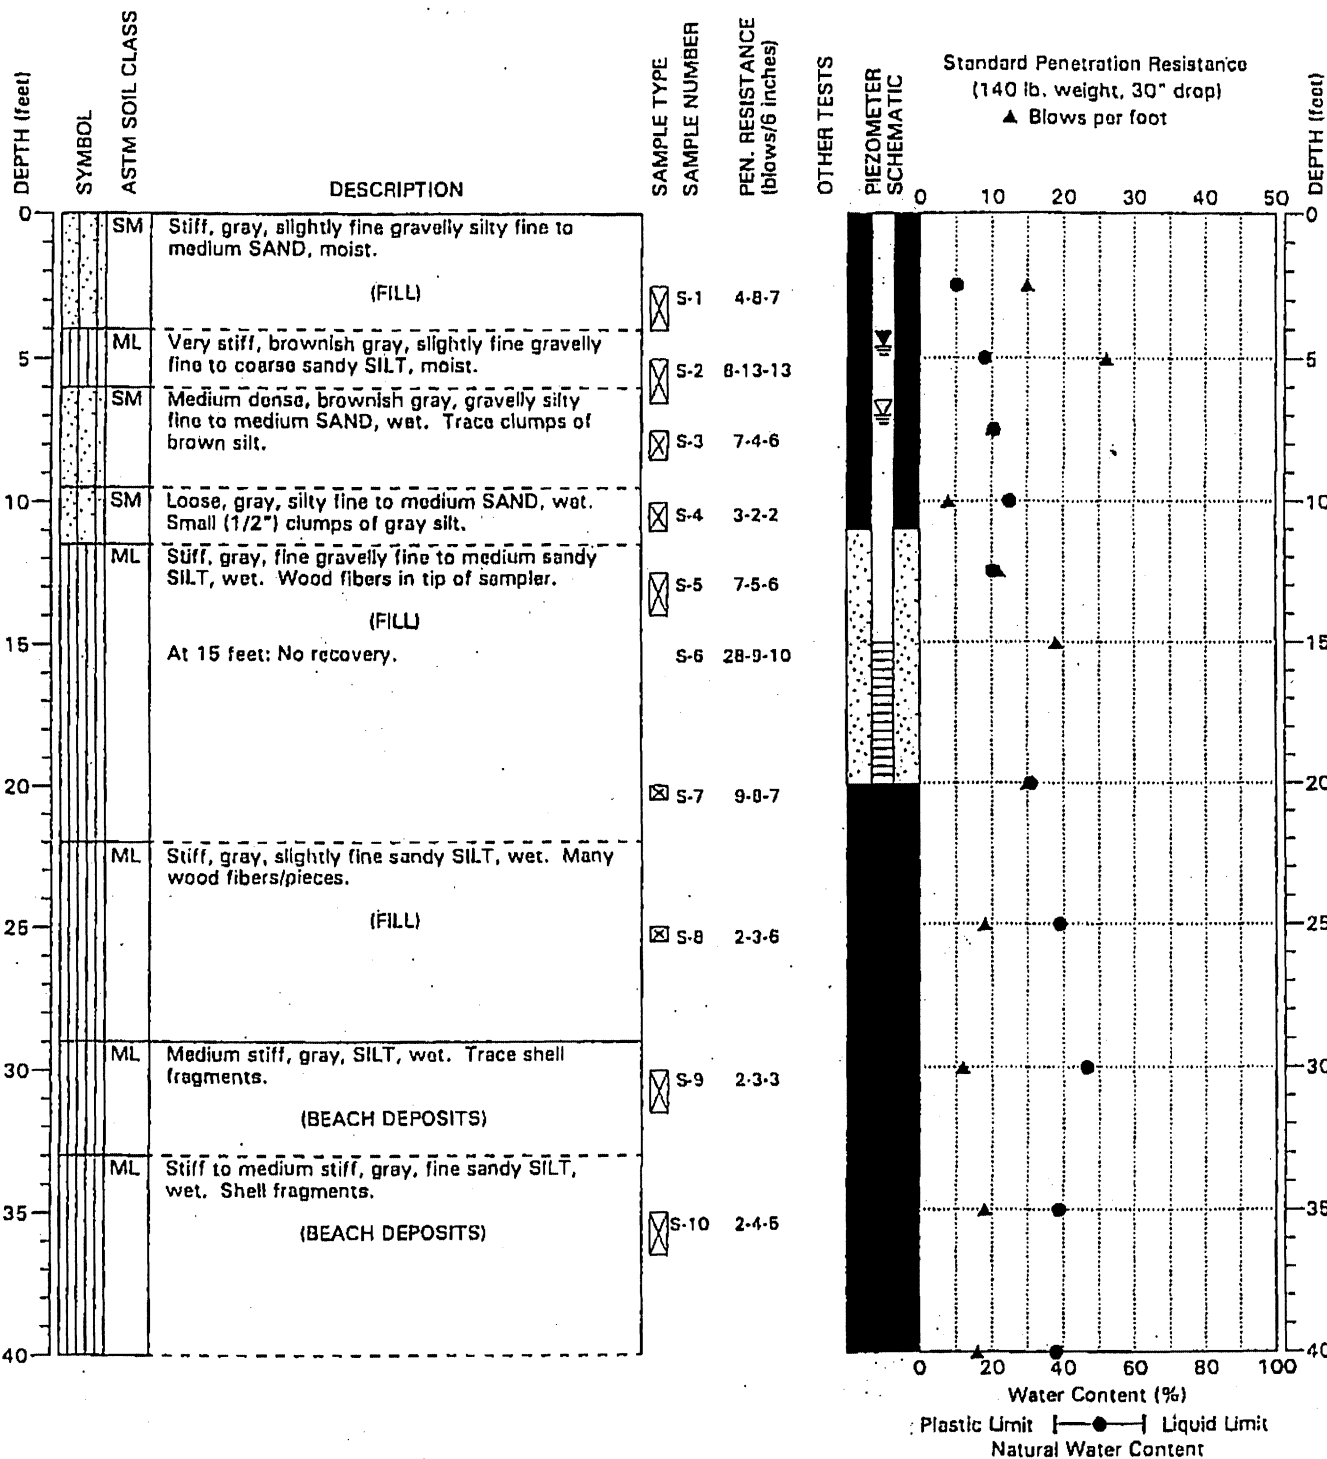 DEPTH (feet)
SYMBOL
ASTM SOIL CLASS
DESCRIPTION
SAMPLE TYPE
SAMPLE NUMBER
PEN. RESISTANCE
(blows/6 inches)
OTHER TESTS
PIEZOMETER
SCHEMATIC
Standard Penetration Resistance
(140 lb. weight, 30" drop)
▲ Blows per foot
DEPTH (feet)
0 10 20 30 40 50
0
SM Stiff, gray, slightly fine gravelly silty fine to
medium SAND, moist.
(FILL)
S-1 4-8-7
ML Very stiff, brownish gray, slightly fine gravelly
fine to coarse sandy SILT, moist.
5
S-2 8-13-13
SM Medium dense, brownish gray, gravelly silty
fine to medium SAND, wet. Trace clumps of
brown silt.
S-3 7-4-6
SM Loose, gray, silty fine to medium SAND, wet.
Small (1/2") clumps of gray silt.
10
S-4 3-2-2
ML Stiff, gray, fine gravelly fine to medium sandy
SILT, wet. Wood fibers in tip of sampler.
S-5 7-5-6
(FILL)
15
At 15 feet: No recovery.
S-6 28-9-10
20
S-7 9-8-7
ML Stiff, gray, slightly fine sandy SILT, wet. Many
wood fibers/pieces.
(FILL)
25
S-8 2-3-6
ML Medium stiff, gray, SILT, wet. Trace shell
fragments.
30
S-9 2-3-3
(BEACH DEPOSITS)
ML Stiff to medium stiff, gray, fine sandy SILT,
wet. Shell fragments.
35
S-10 2-4-5
(BEACH DEPOSITS)
40
0
5
10
15
20
25
30
35
40
0 20 40 60 80 100
Water Content (%)
Plastic Limit Liquid Limit
Natural Water Content